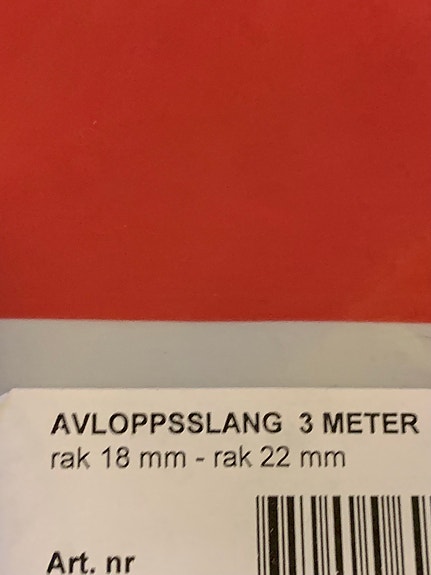 AVLOPPSSLANG 3 METER
rak 18 mm - rak 22 mm
Art. nr